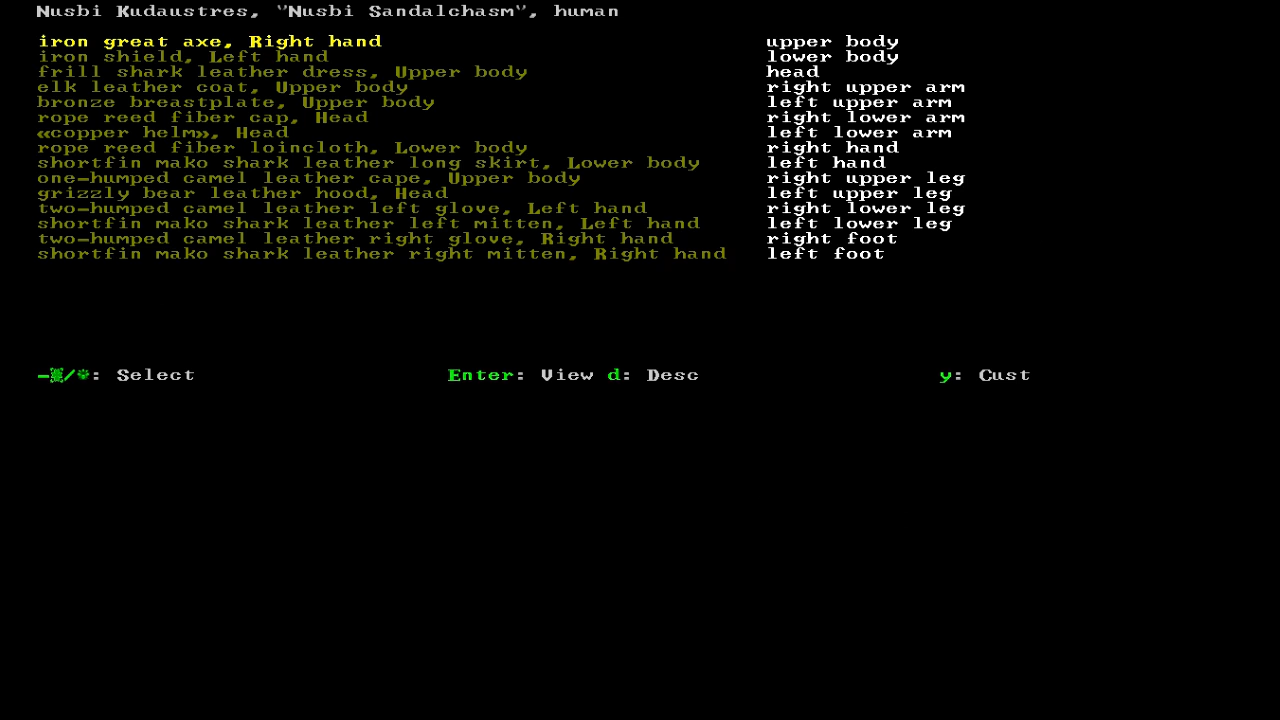 Nusbi Kudaustres, "Nusbi Sandalchasm", human
iron great axe, Right hand
iron shield, Left hand
frill shark leather dress, Upper body
elk leather coat, Upper body
bronze breastplate, Upper body
rope reed fiber cap, Head
«copper helm», Head
rope reed fiber loincloth, Lower body
shortfin mako shark leather long skirt, Lower body
one-humped camel leather cape, Upper body
grizzly bear leather hood, Head
two-humped camel leather left glove, Left hand
shortfin mako shark leather left mitten, Left hand
two-humped camel leather right glove, Right hand
shortfin mako shark leather right mitten, Right hand
upper body
lower body
head
right upper arm
left upper arm
right lower arm
left lower arm
right hand
left hand
right upper leg
left upper leg
right lower leg
left lower leg
right foot
left foot
: Select
Enter: View d: Desc
y: Cust